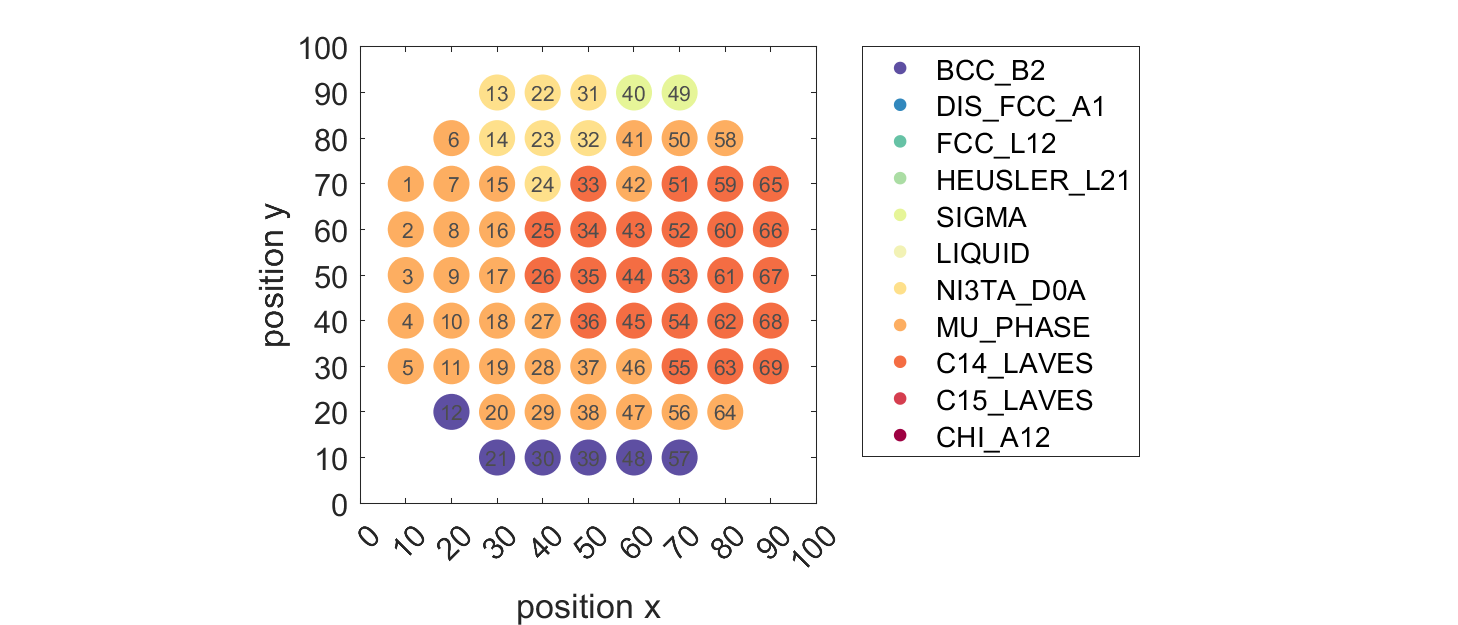 100
90
80
70
60
50
40
30
20
10
0
position y
13 22 31 40 49
6 14 23 32 41 50 58
1 7 15 24 33 42 51 59 65
2 8 16 25 34 43 52 60 66
3 9 17 26 35 44 53 61 67
4 10 18 27 36 45 54 62 68
5 11 19 28 37 46 55 63 69
12 20 29 38 47 56 64
21 30 39 48 57
0 10 20 30 40 50 60 70 80 90 100
position x
BCC_B2
DIS_FCC_A1
FCC_L12
HEUSLER_L21
SIGMA
LIQUID
NI3TA_D0A
MU_PHASE
C14_LAVES
C15_LAVES
CHI_A12